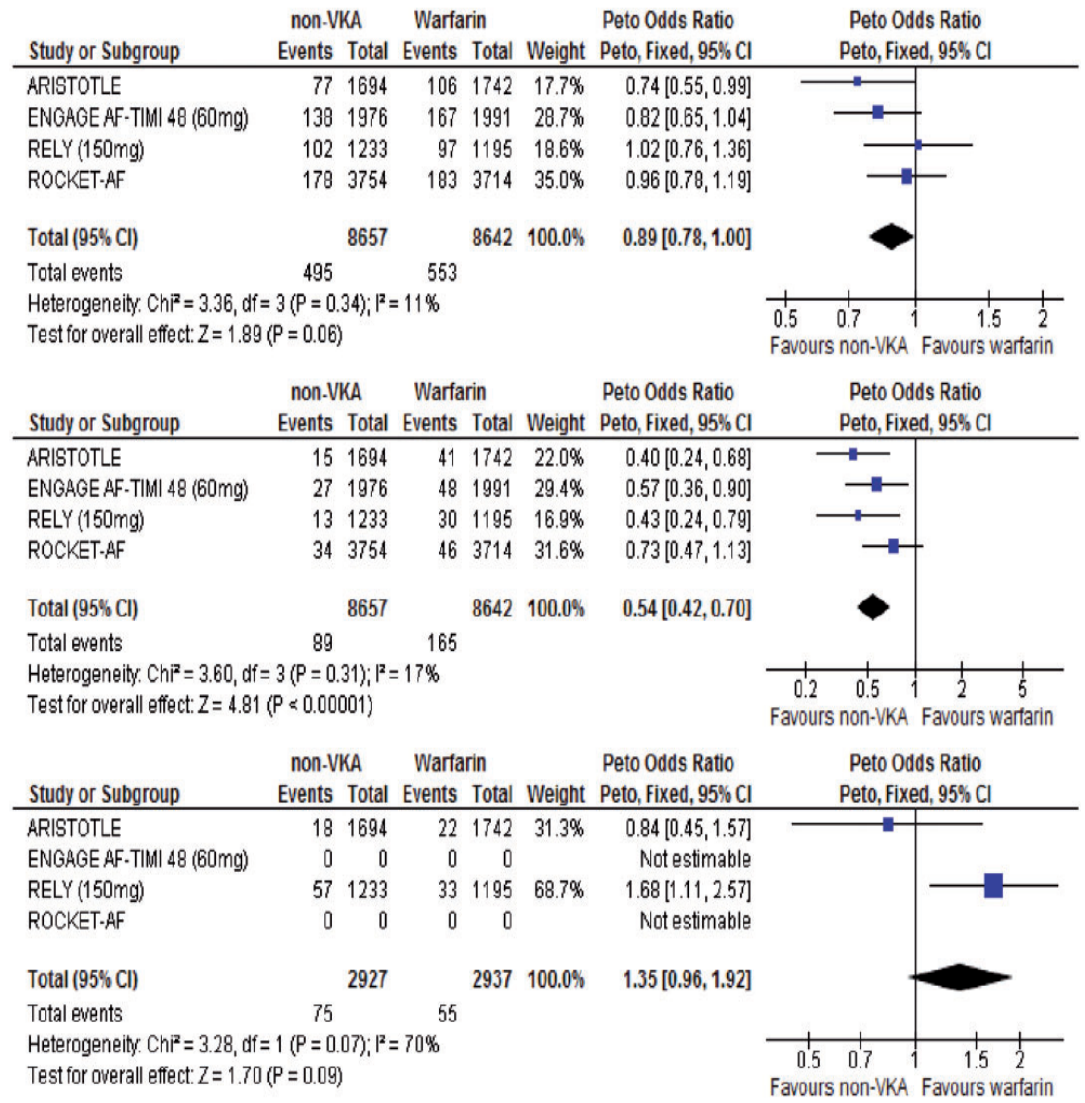 non-VKA Warfarin Peto Odds Ratio Peto Odds Ratio
Study or Subgroup Events Total Events Total Weight Peto, Fixed, 95% CI Peto, Fixed, 95% CI
ARISTOTLE 77 1694 106 1742 17.7% 0.74 [0.55, 0.99]
ENGAGE AF-TIMI 48 (60mg) 138 1976 167 1991 28.7% 0.82 [0.65, 1.04]
RELY (150mg) 102 1233 97 1195 18.6% 1.02 [0.76, 1.36]
ROCKET-AF 178 3754 183 3714 35.0% 0.96 [0.78, 1.19]
Total (95% CI) 8657 8642 100.0% 0.89 [0.78, 1.00]
Total events 495 553
Heterogeneity: Chi² = 3.36, df = 3 (P = 0.34); I² = 11%
Test for overall effect: Z = 1.89 (P = 0.06)
0.5 0.7 1 1.5 2
Favours non-VKA Favours warfarin
non-VKA Warfarin Peto Odds Ratio Peto Odds Ratio
Study or Subgroup Events Total Events Total Weight Peto, Fixed, 95% CI Peto, Fixed, 95% CI
ARISTOTLE 15 1694 41 1742 22.0% 0.40 [0.24, 0.68]
ENGAGE AF-TIMI 48 (60mg) 27 1976 48 1991 29.4% 0.57 [0.36, 0.90]
RELY (150mg) 13 1233 30 1195 16.9% 0.43 [0.24, 0.79]
ROCKET-AF 34 3754 46 3714 31.6% 0.73 [0.47, 1.13]
Total (95% CI) 8657 8642 100.0% 0.54 [0.42, 0.70]
Total events 89 165
Heterogeneity: Chi² = 3.60, df = 3 (P = 0.31); I² = 17%
Test for overall effect: Z = 4.81 (P < 0.00001)
0.2 0.5 1 2 5
Favours non-VKA Favours warfarin
non-VKA Warfarin Peto Odds Ratio Peto Odds Ratio
Study or Subgroup Events Total Events Total Weight Peto, Fixed, 95% CI Peto, Fixed, 95% CI
ARISTOTLE 18 1694 22 1742 31.3% 0.84 [0.45, 1.57]
ENGAGE AF-TIMI 48 (60mg) 0 0 0 0 Not estimable
RELY (150mg) 57 1233 33 1195 68.7% 1.68 [1.11, 2.57]
ROCKET-AF 0 0 0 0 Not estimable
Total (95% CI) 2927 2937 100.0% 1.35 [0.96, 1.92]
Total events 75 55
Heterogeneity: Chi² = 3.28, df = 1 (P = 0.07); I² = 70%
Test for overall effect: Z = 1.70 (P = 0.09)
0.5 0.7 1 1.5 2
Favours non-VKA Favours warfarin